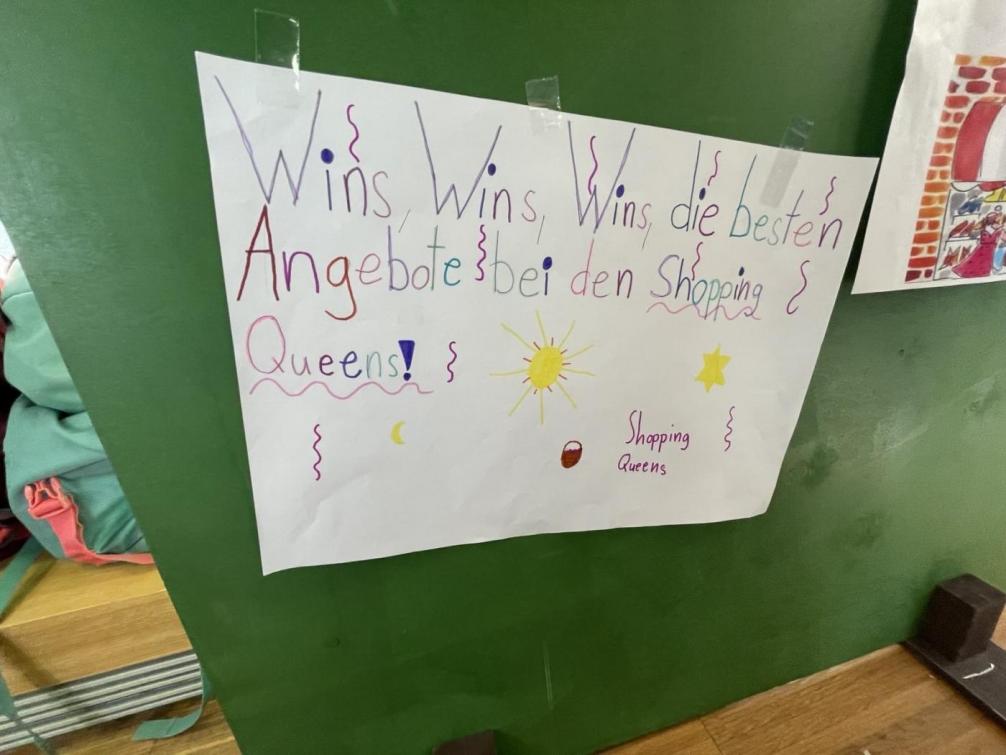 Wins, Wins, Wins, die besten
Angebote bei den Shopping
Queens!
Shopping
Queens